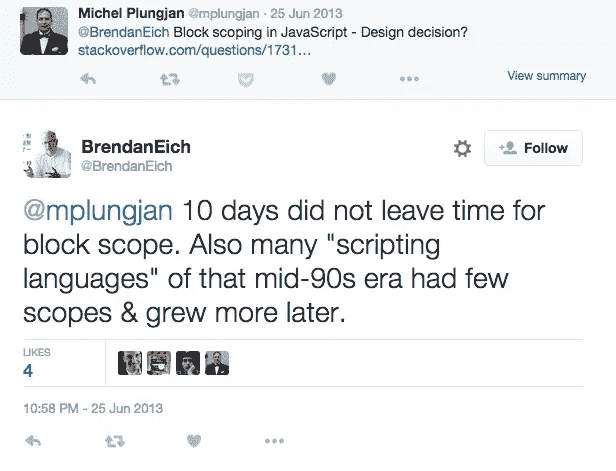 Michel Plungjan @mplungjan · 25 Jun 2013
@BrendanEich Block scoping in JavaScript - Design decision?
stackoverflow.com/questions/1731...
View summary
BrendanEich
@BrendanEich
Follow
@mplungjan 10 days did not leave time for
block scope. Also many "scripting
languages" of that mid-90s era had few
scopes & grew more later.
LIKES
4
10:58 PM - 25 Jun 2013